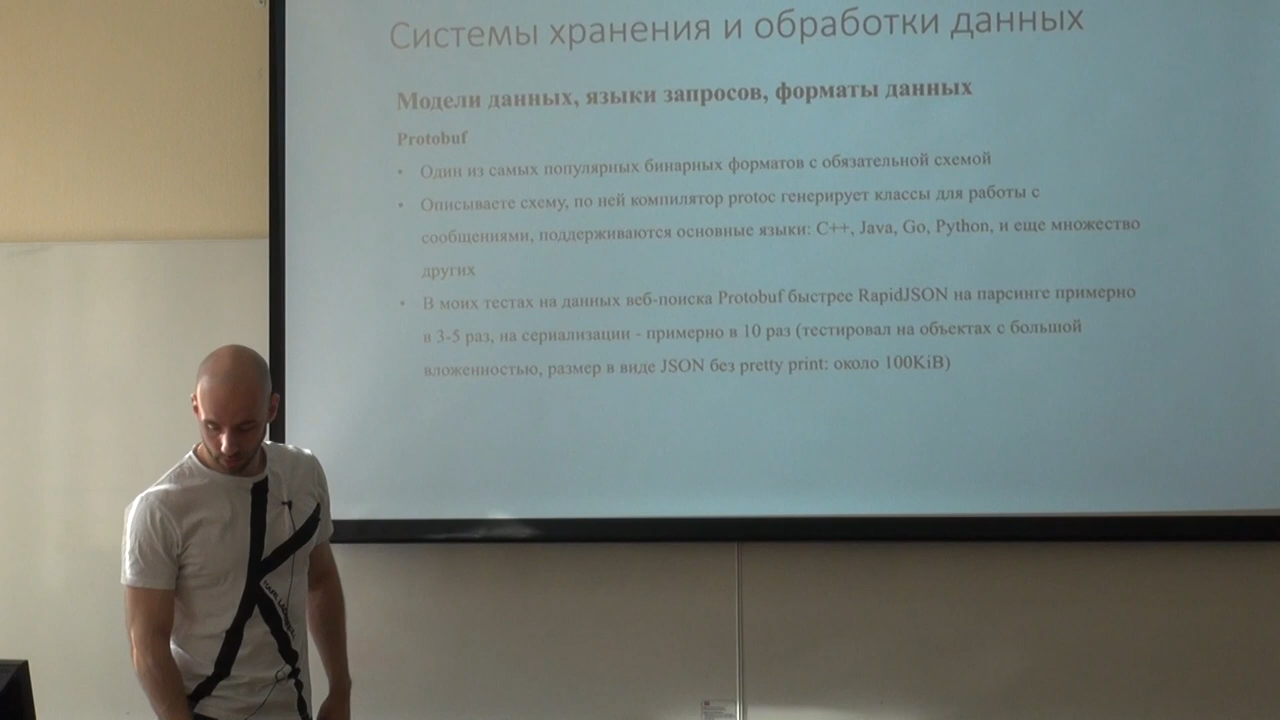 Системы хранения и обработки данных
Модели данных, языки запросов, форматы данных
Protobuf
• Один из самых популярных бинарных форматов с обязательной схемой
• Описываете схему, по ней компилятор protoc генерирует классы для работы с
сообщениями, поддерживаются основные языки: C++, Java, Go, Python, и еще множество
других
• В моих тестах на данных веб-поиска Protobuf быстрее RapidJSON на парсинге примерно
в 3-5 раз, на сериализации - примерно в 10 раз (тестировал на объектах с большой
вложенностью, размер в виде JSON без pretty print: около 100KiB)
K
KARL LAGERFELD